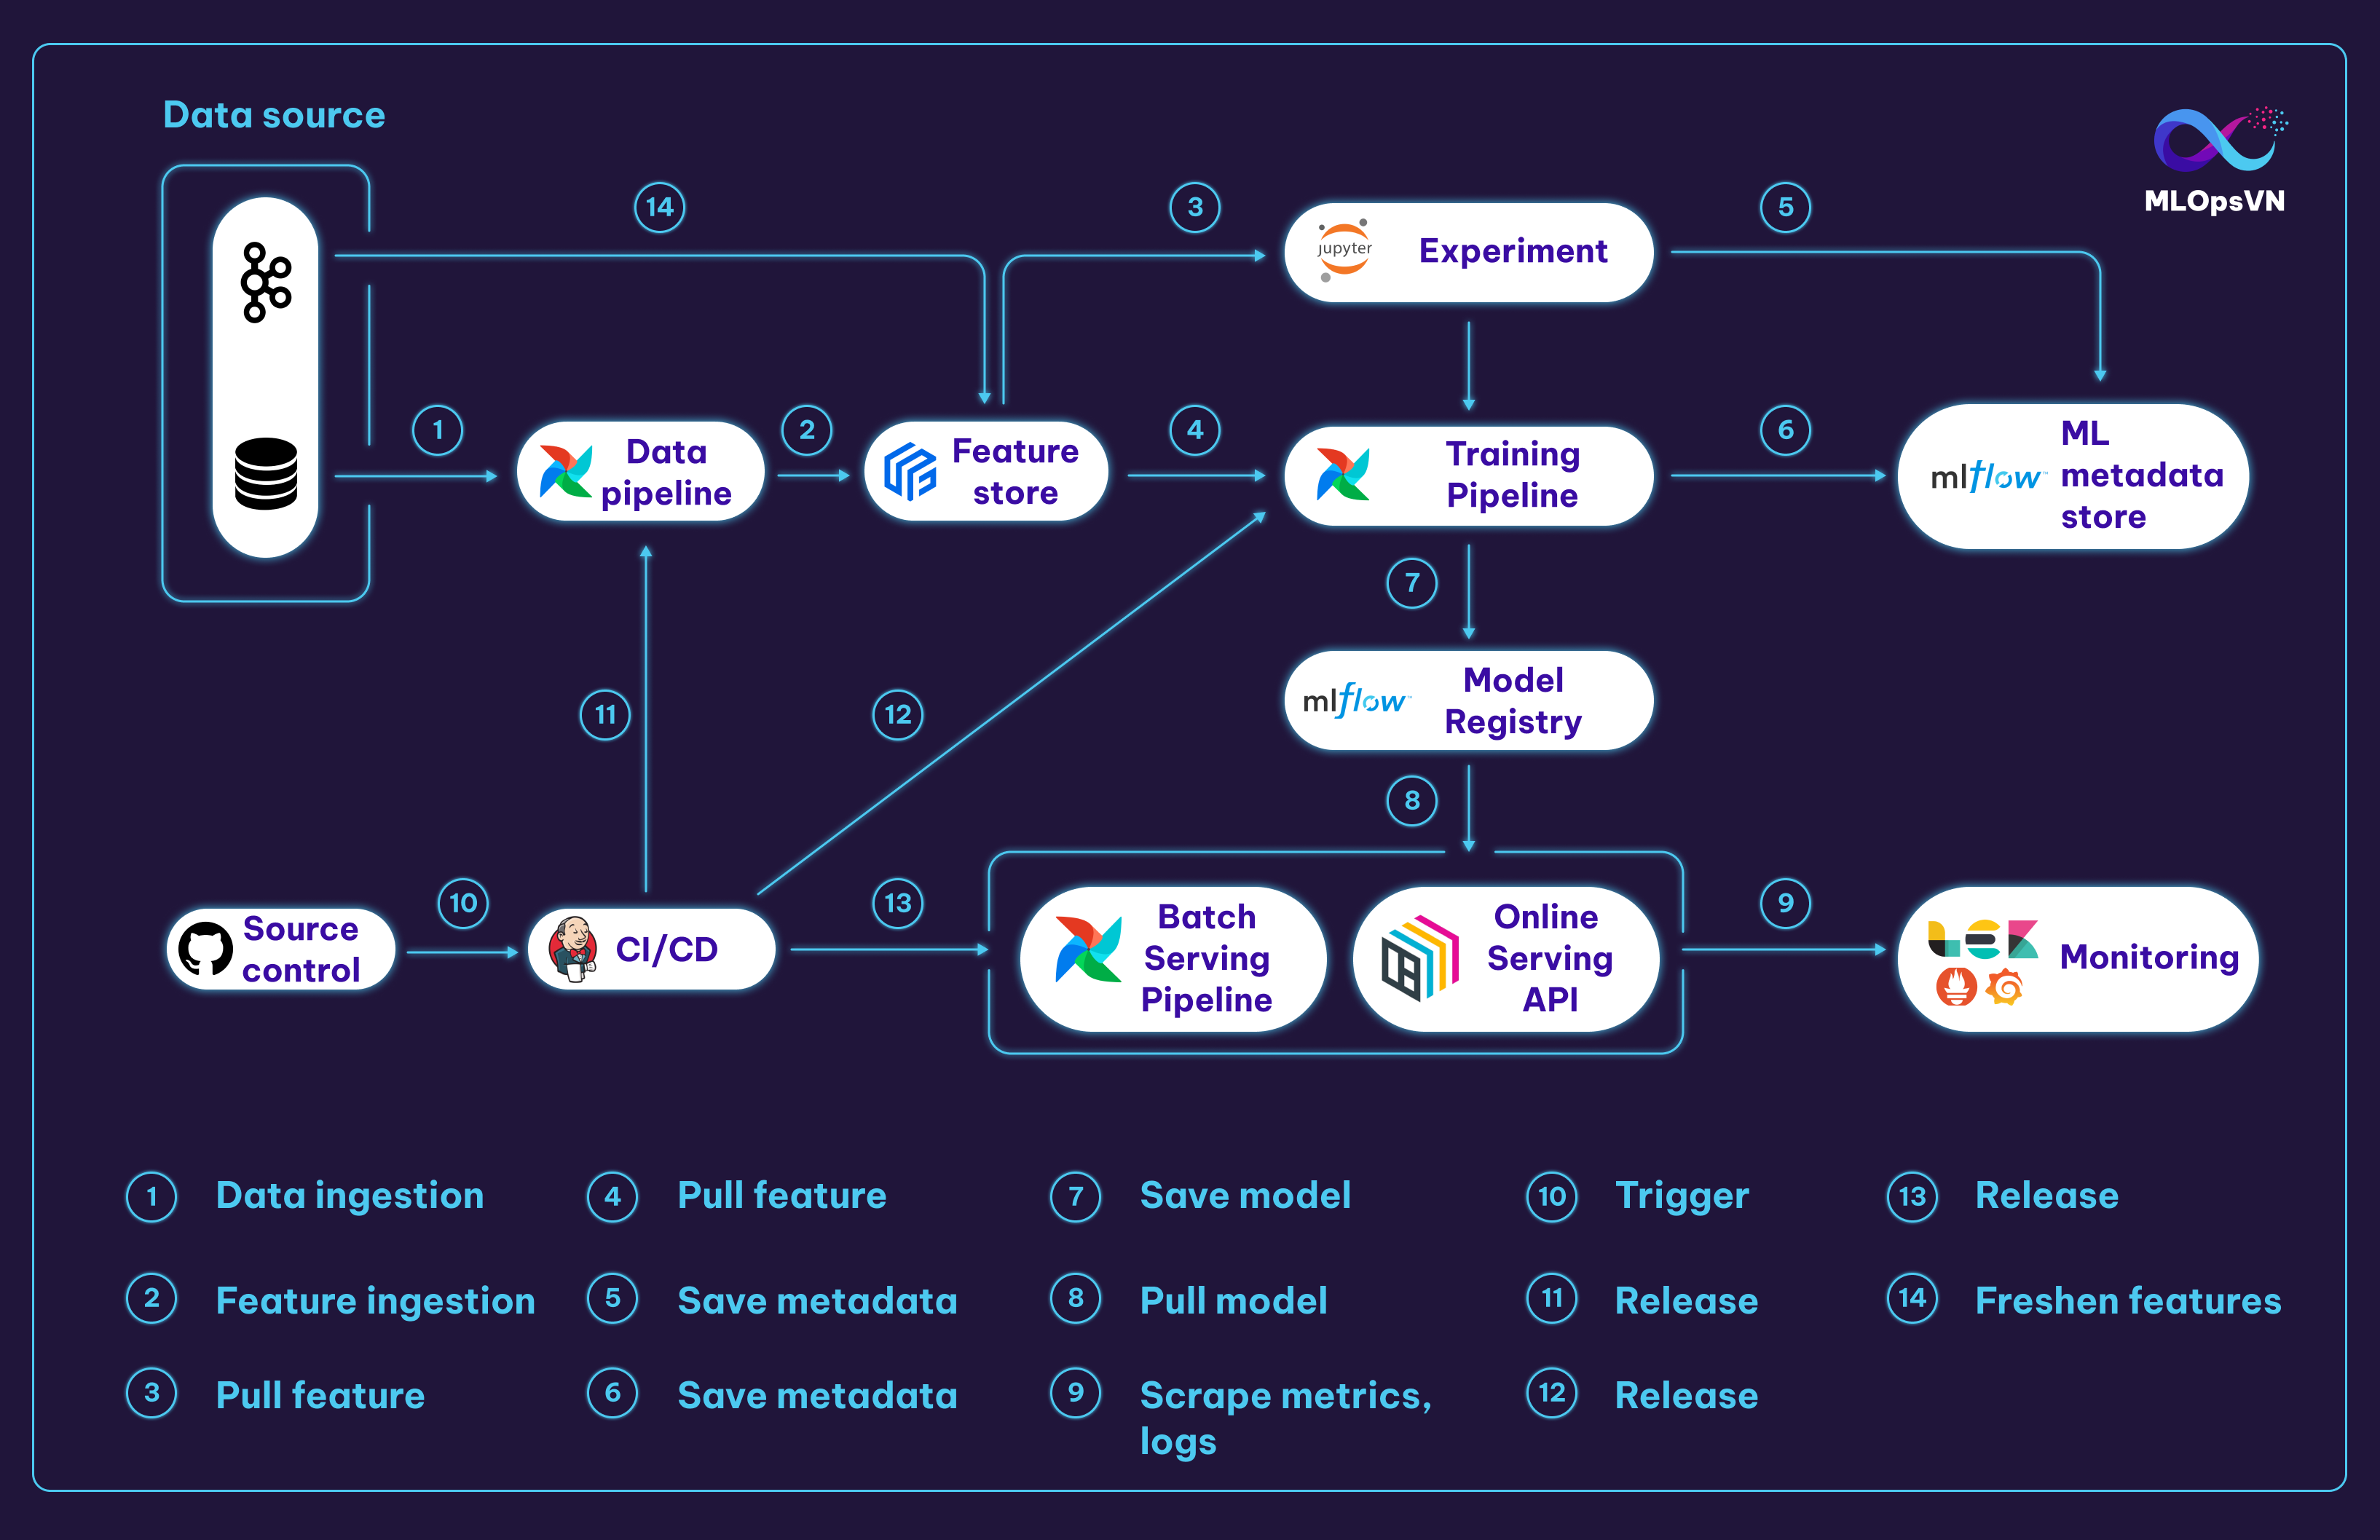 Data source
MLOpsVN
14
3
5
jupyter
Experiment
1
2
4
6
Data
pipeline
Feature
store
Training
Pipeline
mlflow™
ML
metadata
store
7
11
12
mlflow™
Model
Registry
8
10
13
9
Source
control
CI/CD
Batch
Serving
Pipeline
Online
Serving
API
Monitoring
1 Data ingestion
4 Pull feature
7 Save model
10 Trigger
13 Release
2 Feature ingestion
5 Save metadata
8 Pull model
11 Release
14 Freshen features
3 Pull feature
6 Save metadata
9 Scrape metrics,
logs
12 Release